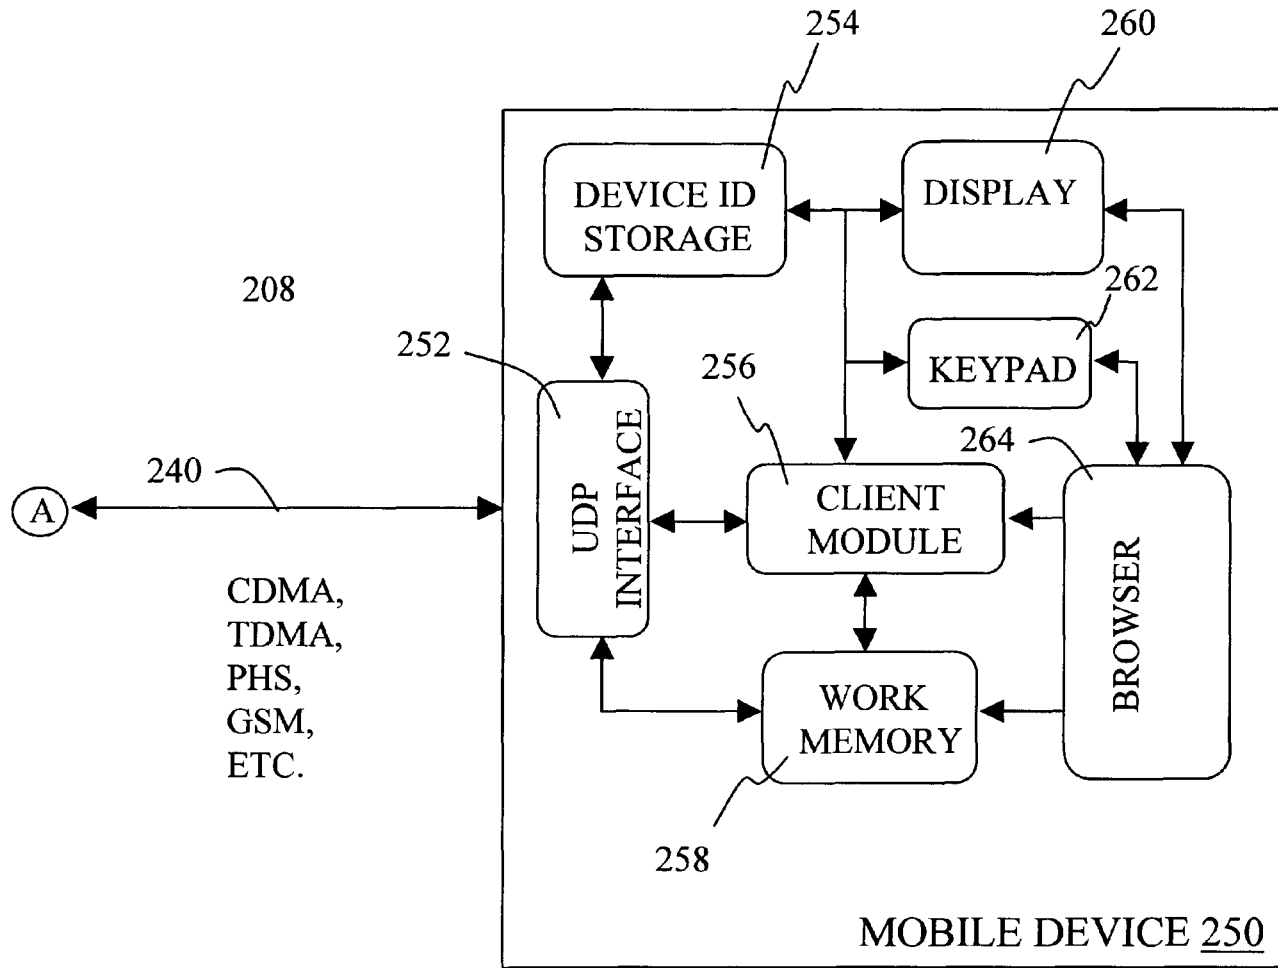 254
260
DEVICE ID
STORAGE
DISPLAY
208
262
252
256
KEYPAD
264
240
A
UDP
INTERFACE
CLIENT
MODULE
BROWSER
CDMA,
TDMA,
PHS,
GSM,
ETC.
WORK
MEMORY
258
MOBILE DEVICE 250